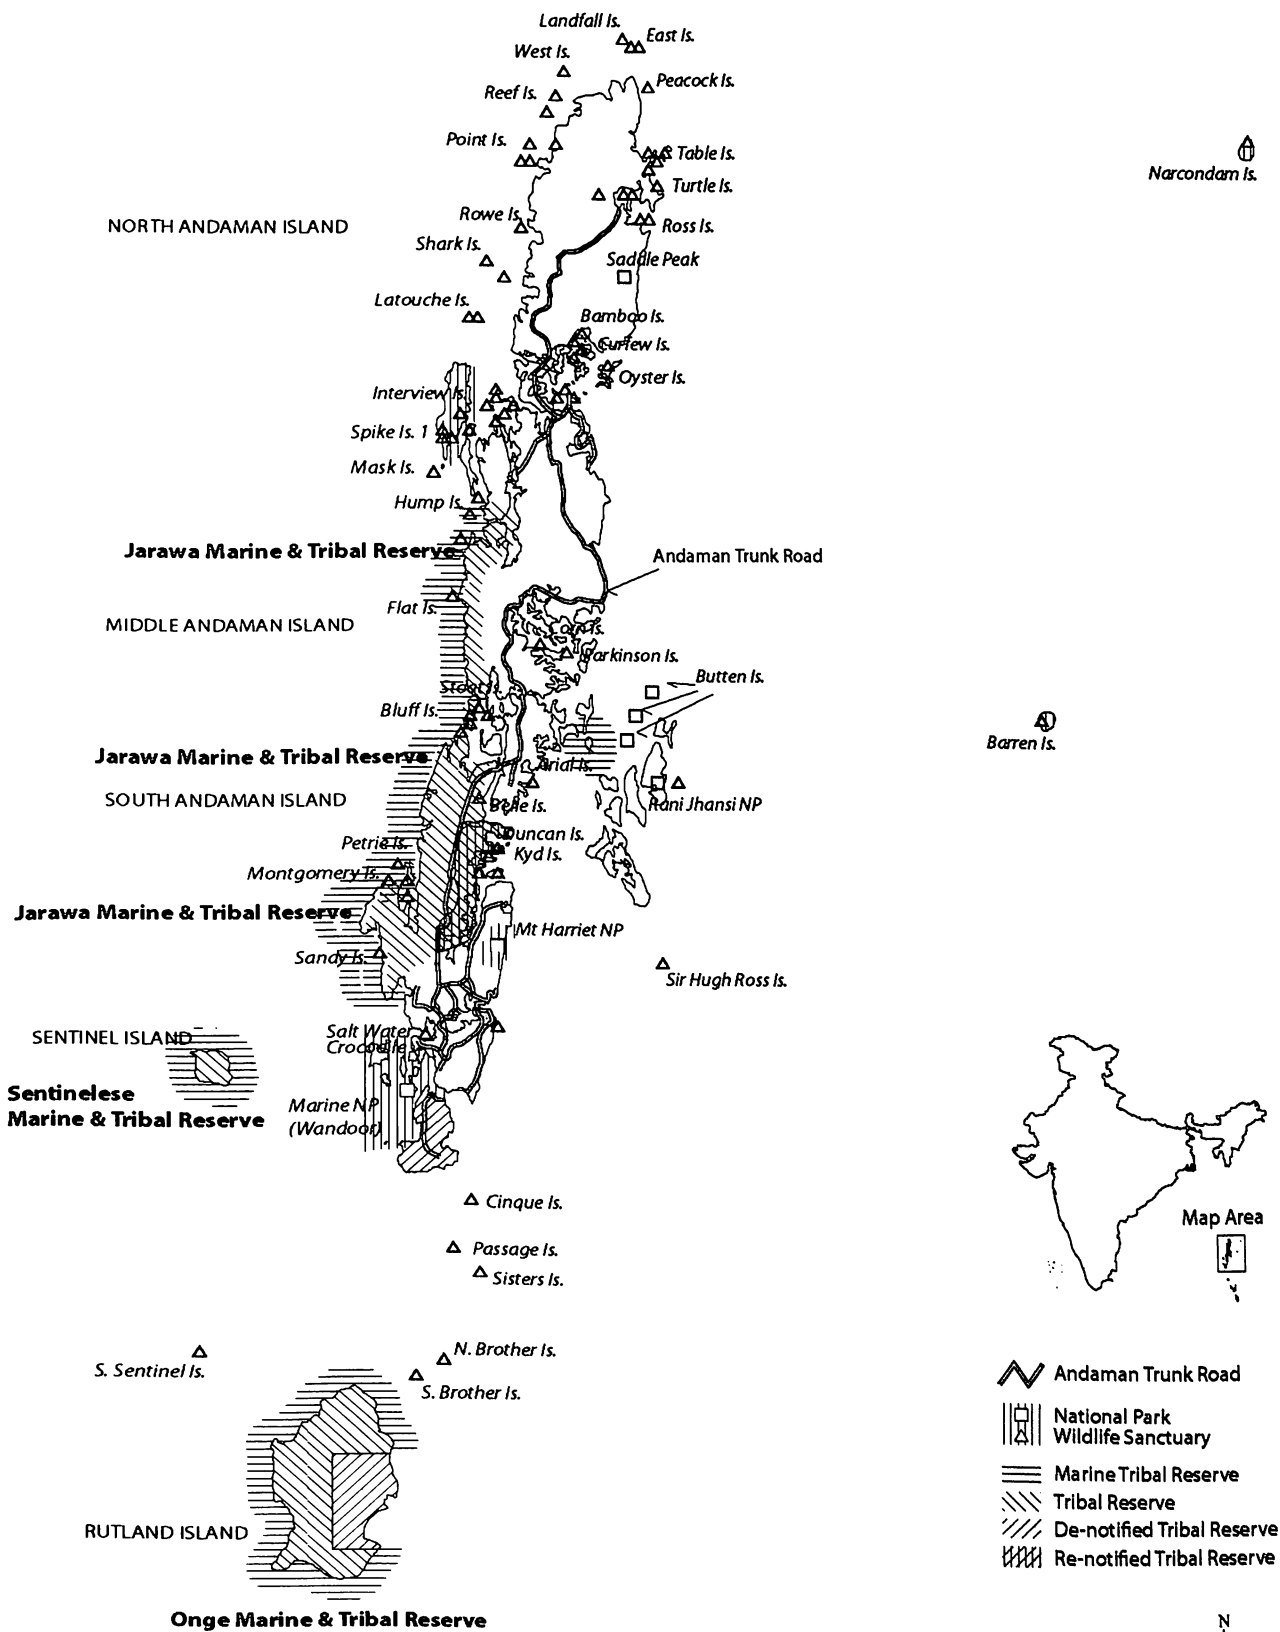 Landfall Is.
East Is.
West Is.
Peacock Is.
Reef Is.
Point Is.
Table Is.
Narcondam Is.
Turtle Is.
Rowe Is.
NORTH ANDAMAN ISLAND
Ross Is.
Shark Is.
Saddle Peak
Latouche Is.
Bamboo Is.
Curfew Is.
Oyster Is.
Interview Is.
Spike Is. 1
Mask Is.
Hump Is.
Jarawa Marine & Tribal Reserve
Andaman Trunk Road
Flat Is.
MIDDLE ANDAMAN ISLAND
Parkinson Is.
Butten Is.
Bluff Is.
Barren Is.
Jarawa Marine & Tribal Reserve
Arial Is.
SOUTH ANDAMAN ISLAND
Belle Is.
Rani Jhansi NP
Duncan Is.
Petrie Is.
Kyd Is.
Montgomery Is.
Jarawa Marine & Tribal Reserve
Mt Harriet NP
Sandy Is.
Sir Hugh Ross Is.
SENTINEL ISLAND
Salt Water
Crocodile
Sentinelese
Marine & Tribal Reserve
Marine NP
(Wandoor)
Cinque Is.
Map Area
Passage Is.
Sisters Is.
N. Brother Is.
S. Sentinel Is.
S. Brother Is.
Andaman Trunk Road
National Park
Wildlife Sanctuary
Marine Tribal Reserve
Tribal Reserve
De-notified Tribal Reserve
Re-notified Tribal Reserve
RUTLAND ISLAND
Onge Marine & Tribal Reserve
N